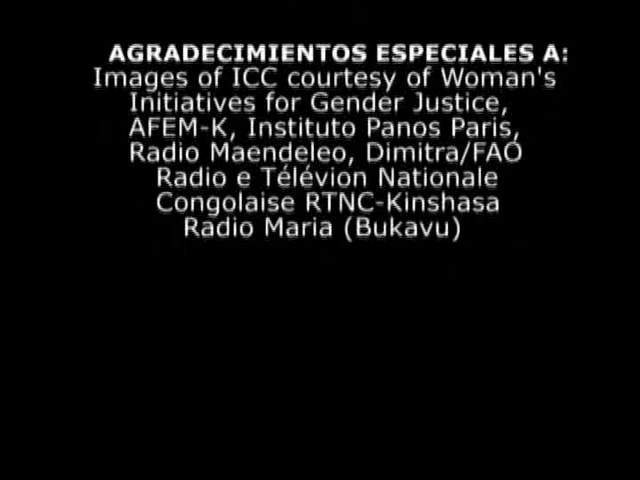 AGRADECIMIENTOS ESPECIALES A:
Images of ICC courtesy of Woman's
Initiatives for Gender Justice,
AFEM-K, Instituto Panos Paris,
Radio Maendeleo, Dimitra/FAO
Radio e Télévion Nationale
Congolaise RTNC-Kinshasa
Radio Maria (Bukavu)